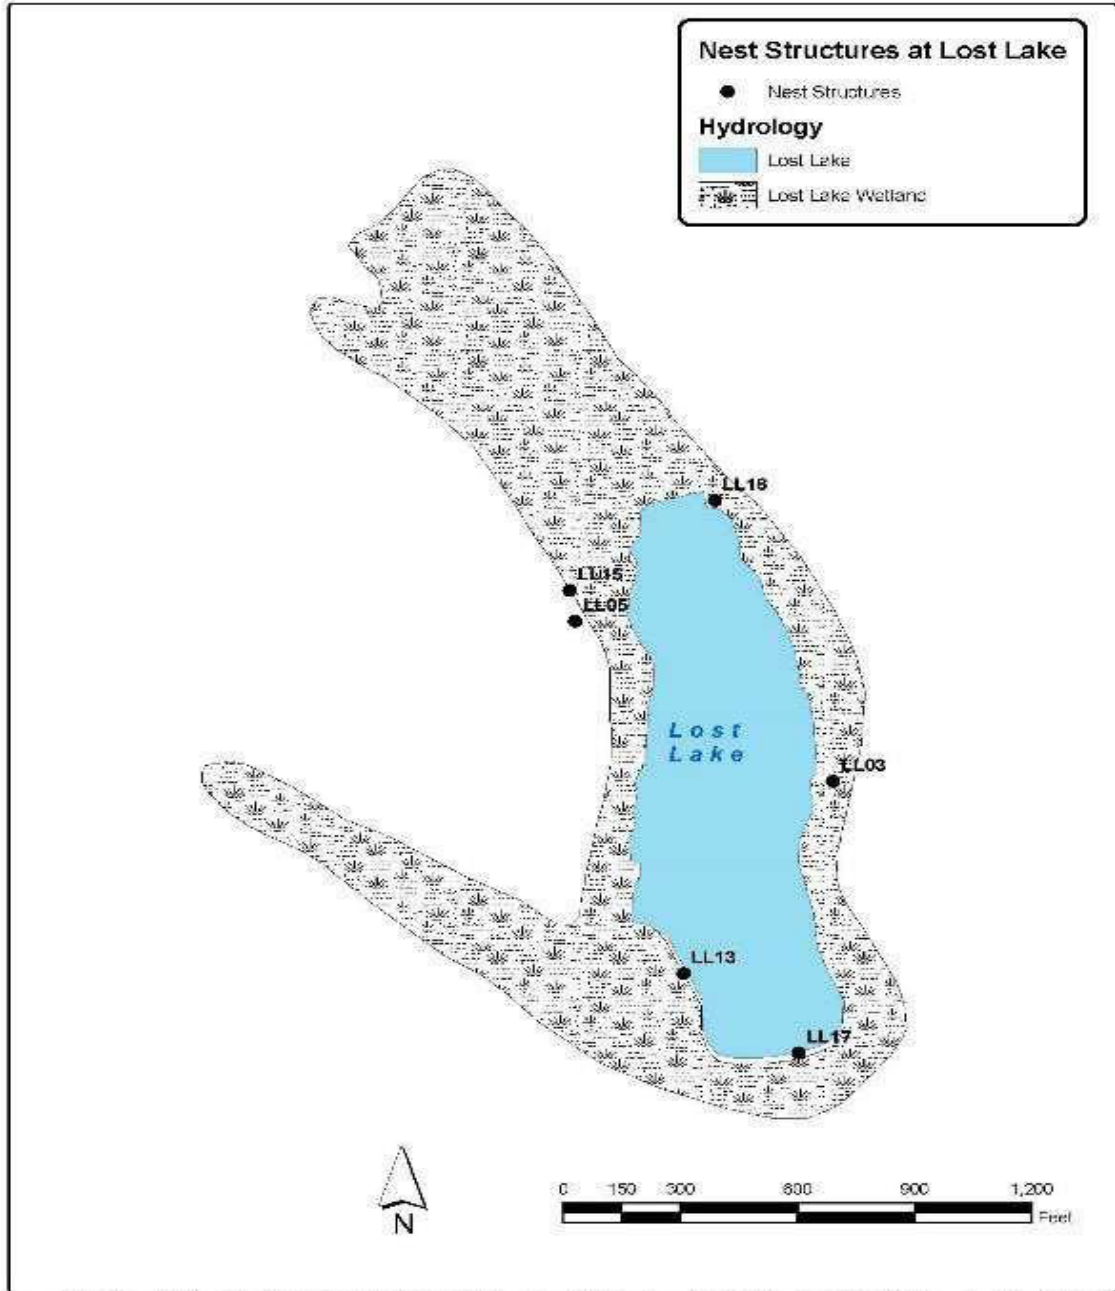 Nest Structures at Lost Lake
Nest Structures
Hydrology
Lost Lake
Lost Lake Wetland
LL16
LL15
LL05
Lost
Lake
LL03
LL13
LL17
N
0 150 300 600 900 1,200
Feet